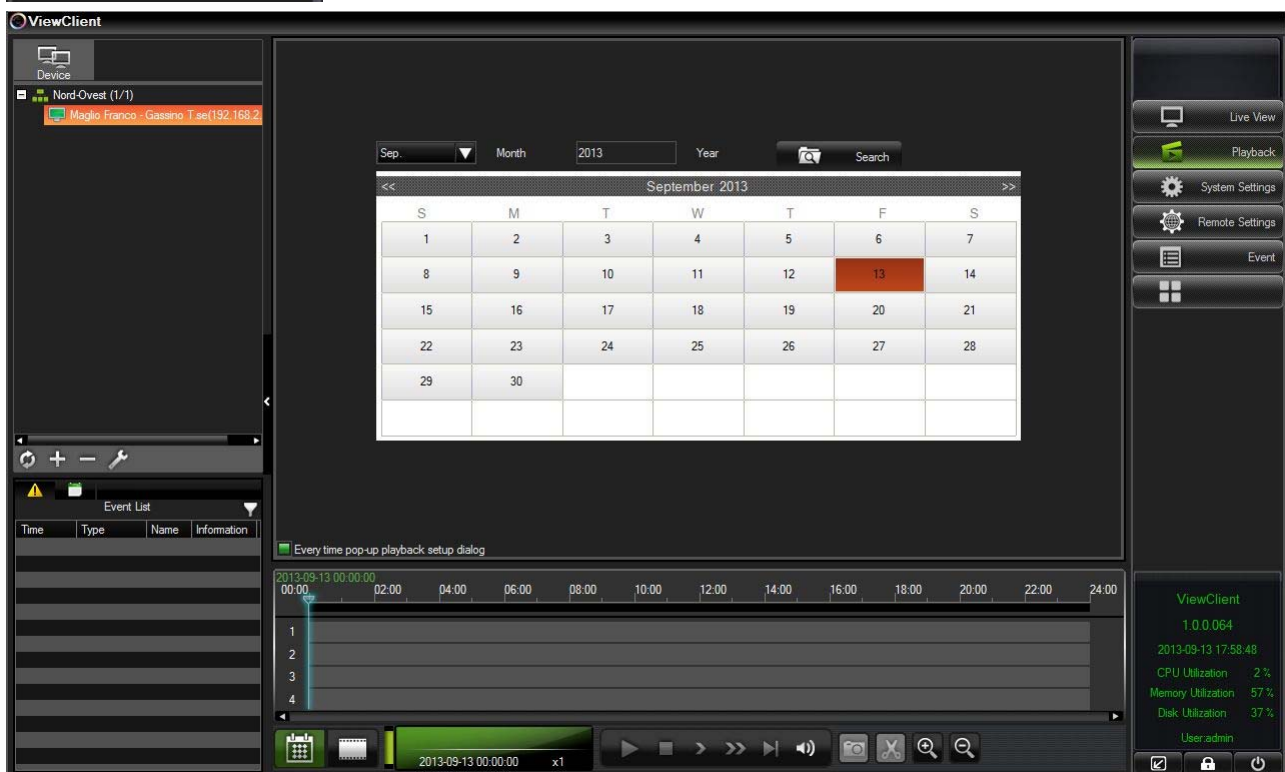 ViewClient
Device
Nord-Ovest (1/1)
Maglio Franco - Gassino T.se(192.168.2.
Sep. Month 2013 Year Search
<< September 2013 >>
S M T W T F S
1 2 3 4 5 6 7
8 9 10 11 12 13 14
15 16 17 18 19 20 21
22 23 24 25 26 27 28
29 30
Every time pop-up playback setup dialog
Event List
Time Type Name Information
2013-09-13 00:00:00
00:00 02:00 04:00 06:00 08:00 10:00 12:00 14:00 16:00 18:00 20:00 22:00 24:00
1
2
3
4
2013-09-13 00:00:00 x1
Live View
Playback
System Settings
Remote Settings
Event
ViewClient
1.0.0.064
2013-09-13 17:58:48
CPU Utilization 2 %
Memory Utilization 57 %
Disk Utilization 37 %
User:admin